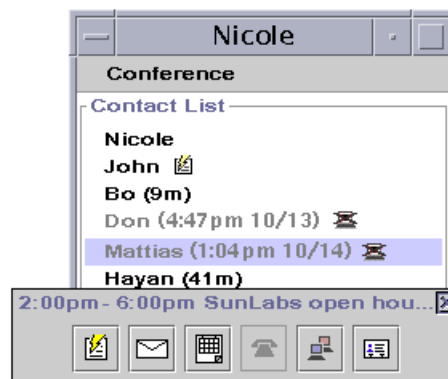 Nicole
Conference
Contact List
Nicole
John
Bo (9m)
Don (4:47pm 10/13)
Mattias (1:04pm 10/14)
Hayan (41m)
2:00pm - 6:00pm SunLabs open hou...